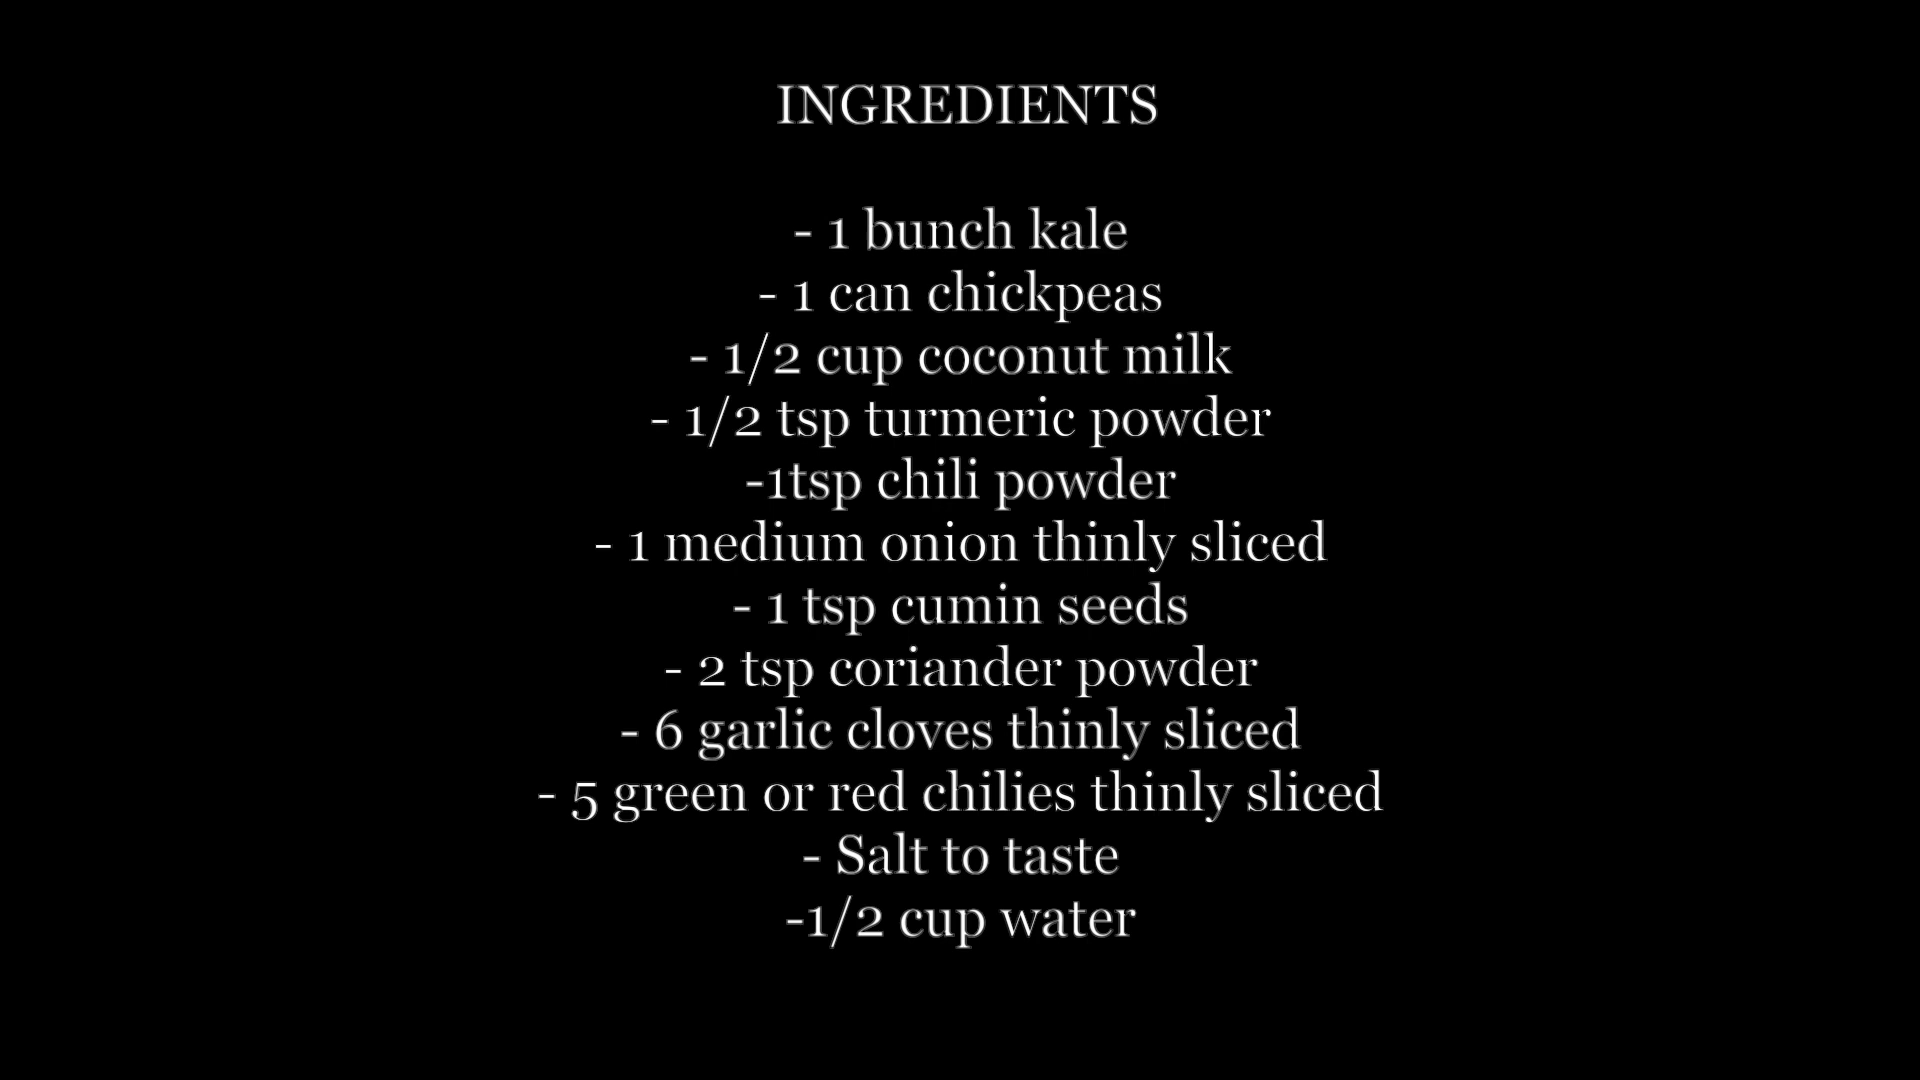 INGREDIENTS
- 1 bunch kale
- 1 can chickpeas
- 1/2 cup coconut milk
- 1/2 tsp turmeric powder
-1tsp chili powder
- 1 medium onion thinly sliced
- 1 tsp cumin seeds
- 2 tsp coriander powder
- 6 garlic cloves thinly sliced
- 5 green or red chilies thinly sliced
- Salt to taste
-1/2 cup water